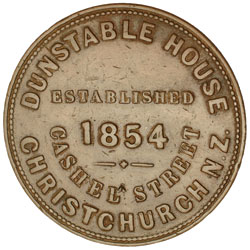 DUNSTABLE HOUSE
ESTABLISHED
1854
CASHEL STREET
CHRISTCHURCH N.Z.